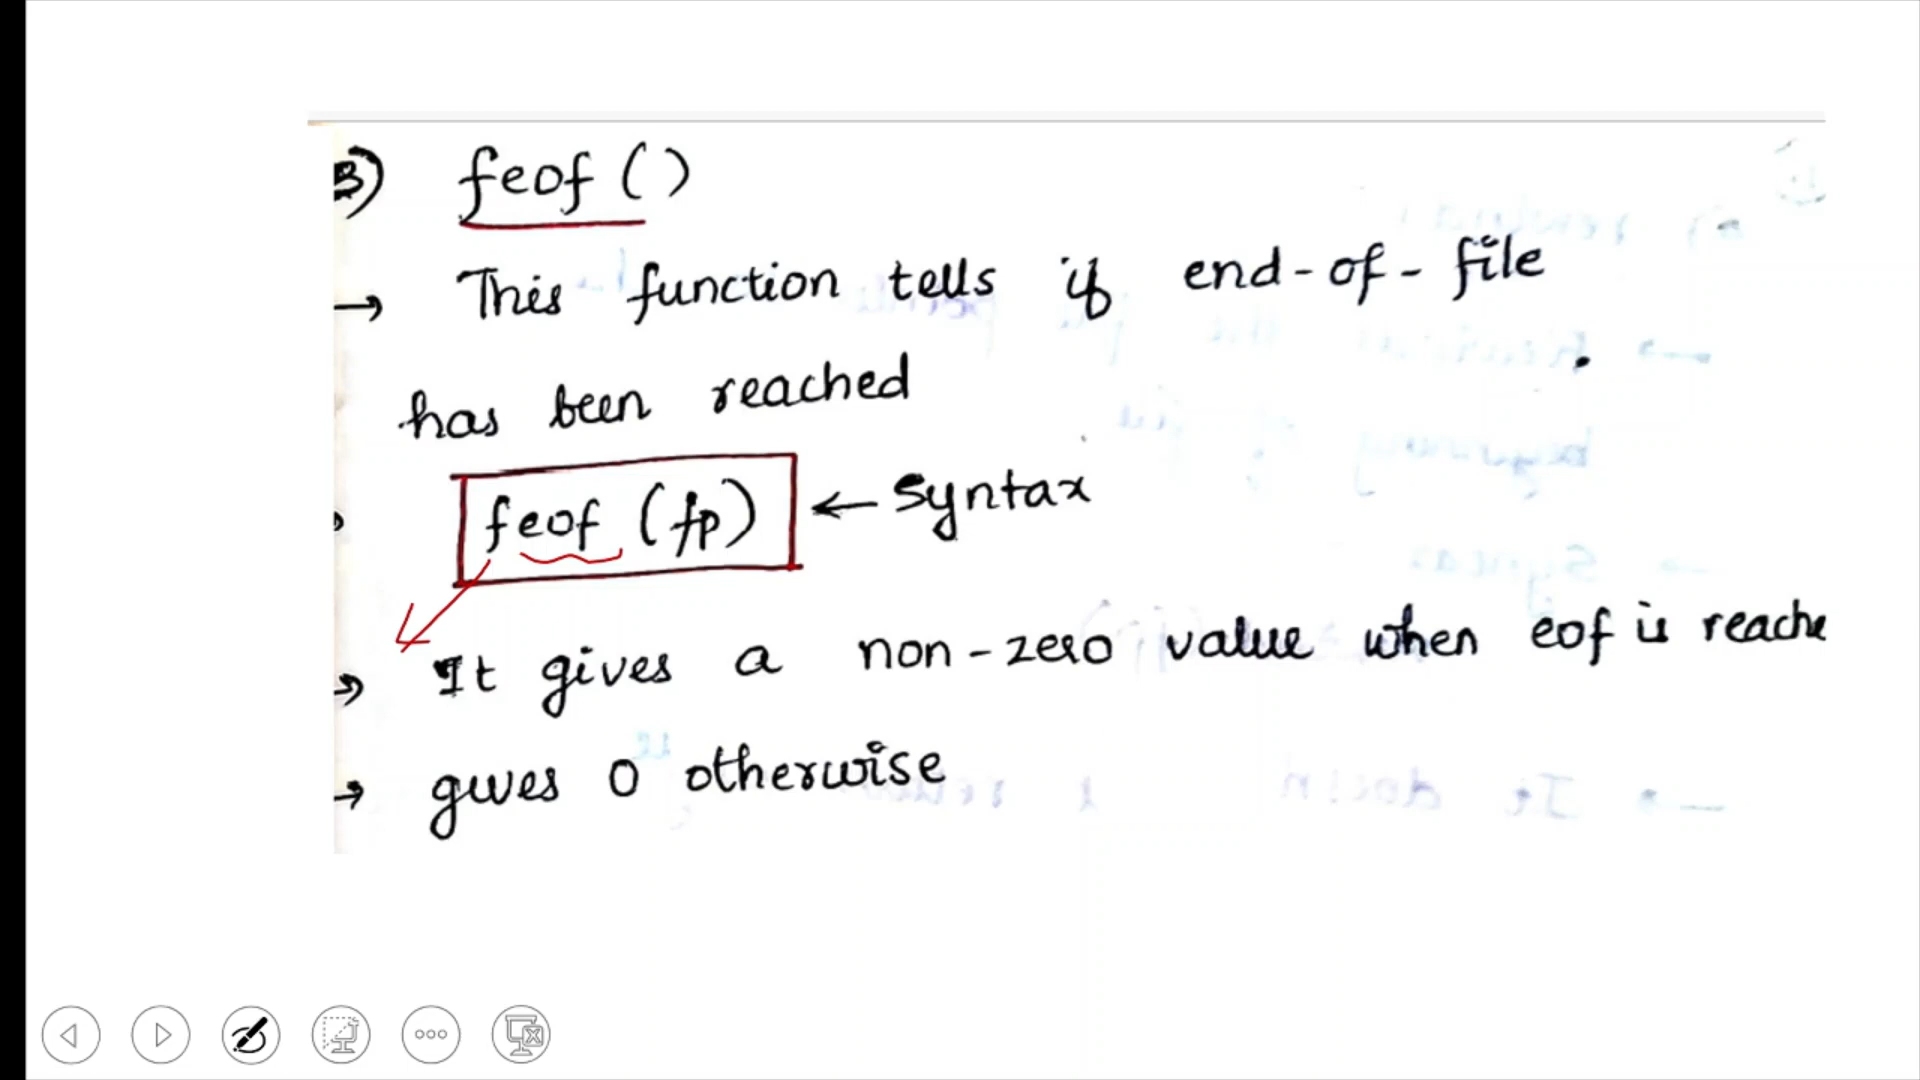 3) feof ()
→ This function tells if end-of-file
has been reached
feof (fp) ← Syntax
→ It gives a non-zero value when eof is reache
→ gives 0 otherwise